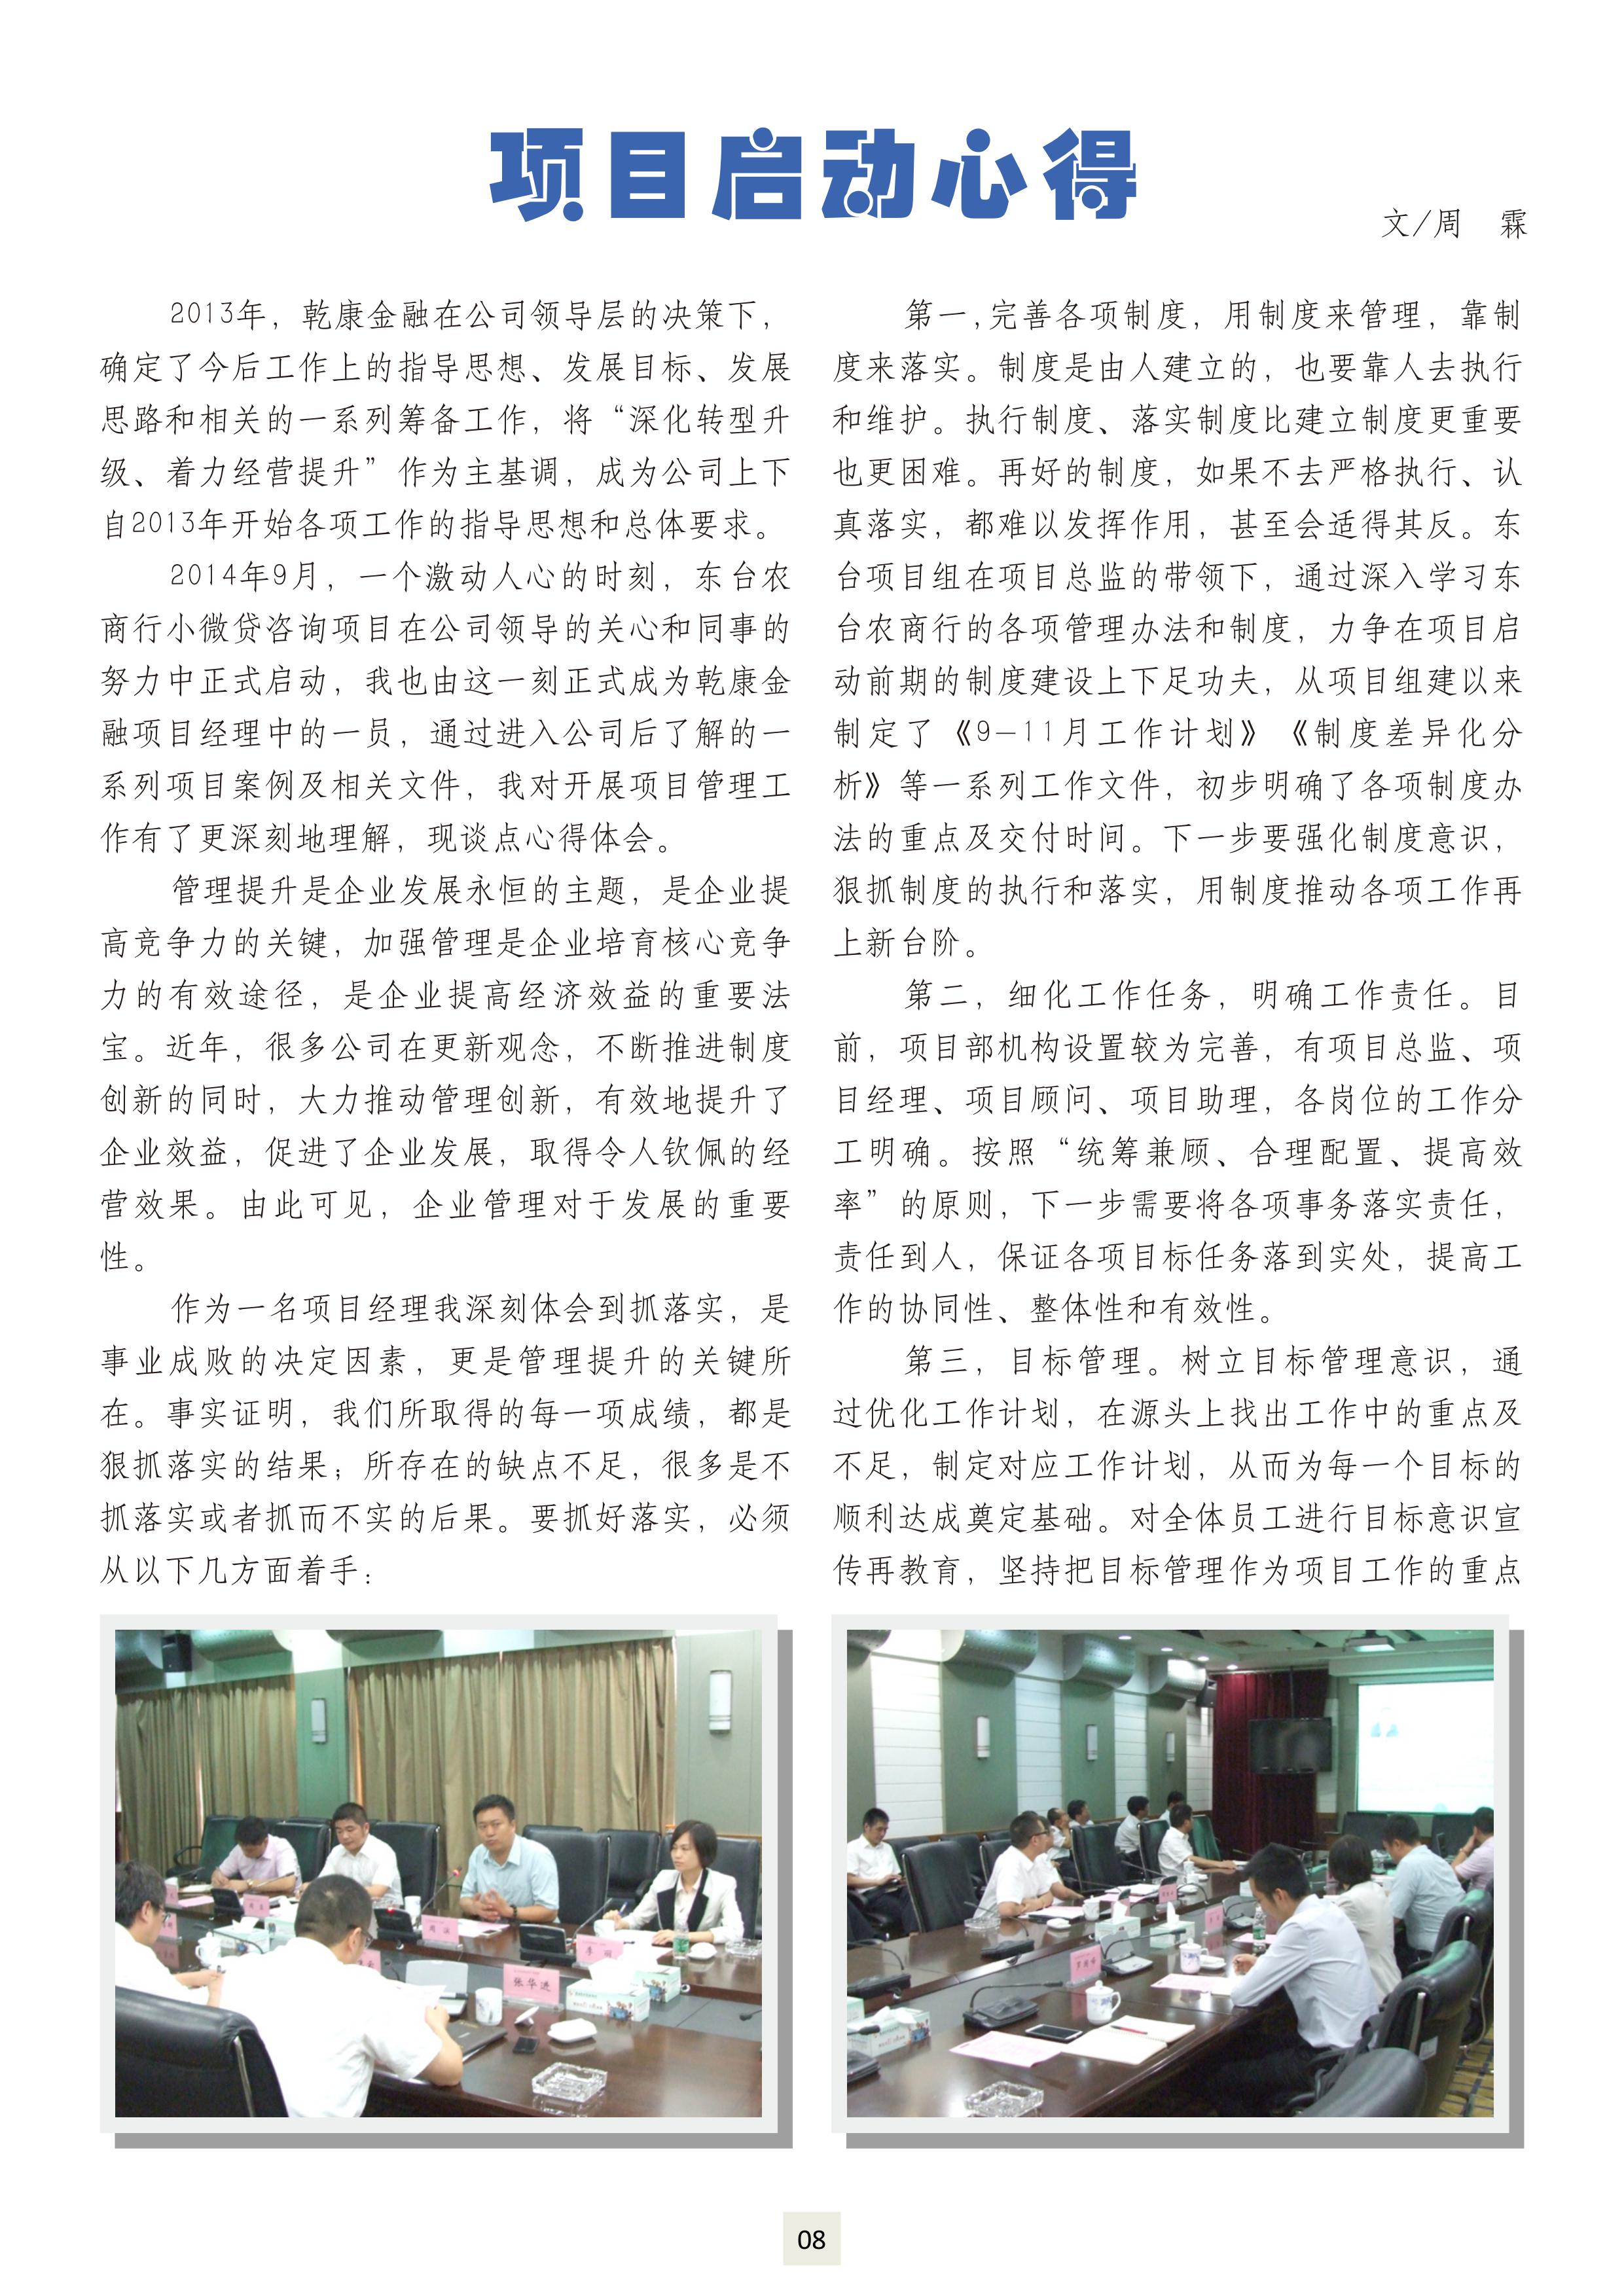 项目启动心得
文/周 霖
2013年，乾康金融在公司领导层的决策下，
确定了今后工作上的指导思想、发展目标、发展
思路和相关的一系列筹备工作，将“深化转型升
级、着力经营提升”作为主基调，成为公司上下
自2013年开始各项工作的指导思想和总体要求。
2014年9月，一个激动人心的时刻，东台农
商行小微贷咨询项目在公司领导的关心和同事的
努力中正式启动，我也由这一刻正式成为乾康金
融项目经理中的一员，通过进入公司后了解的一
系列项目案例及相关文件，我对开展项目管理工
作有了更深刻地理解，现谈点心得体会。
管理提升是企业发展永恒的主题，是企业提
高竞争力的关键，加强管理是企业培育核心竞争
力的有效途径，是企业提高经济效益的重要法
宝。近年，很多公司在更新观念，不断推进制度
创新的同时，大力推动管理创新，有效地提升了
企业效益，促进了企业发展，取得令人钦佩的经
营效果。由此可见，企业管理对于发展的重要
性。
作为一名项目经理我深刻体会到抓落实，是
事业成败的决定因素，更是管理提升的关键所
在。事实证明，我们所取得的每一项成绩，都是
狠抓落实的结果；所存在的缺点不足，很多是不
抓落实或者抓而不实的后果。要抓好落实，必须
从以下几方面着手：
第一,完善各项制度，用制度来管理，靠制
度来落实。制度是由人建立的，也要靠人去执行
和维护。执行制度、落实制度比建立制度更重要
也更困难。再好的制度，如果不去严格执行、认
真落实，都难以发挥作用，甚至会适得其反。东
台项目组在项目总监的带领下，通过深入学习东
台农商行的各项管理办法和制度，力争在项目启
动前期的制度建设上下足功夫，从项目组建以来
制定了《9—11月工作计划》《制度差异化分
析》等一系列工作文件，初步明确了各项制度办
法的重点及交付时间。下一步要强化制度意识，
狠抓制度的执行和落实，用制度推动各项工作再
上新台阶。
第二，细化工作任务，明确工作责任。目
前，项目部机构设置较为完善，有项目总监、项
目经理、项目顾问、项目助理，各岗位的工作分
工明确。按照“统筹兼顾、合理配置、提高效
率”的原则，下一步需要将各项事务落实责任，
责任到人，保证各项目标任务落到实处，提高工
作的协同性、整体性和有效性。
第三，目标管理。树立目标管理意识，通
过优化工作计划，在源头上找出工作中的重点及
不足，制定对应工作计划，从而为每一个目标的
顺利达成奠定基础。对全体员工进行目标意识宣
传再教育，坚持把目标管理作为项目工作的重点
李 丽
张华进
08